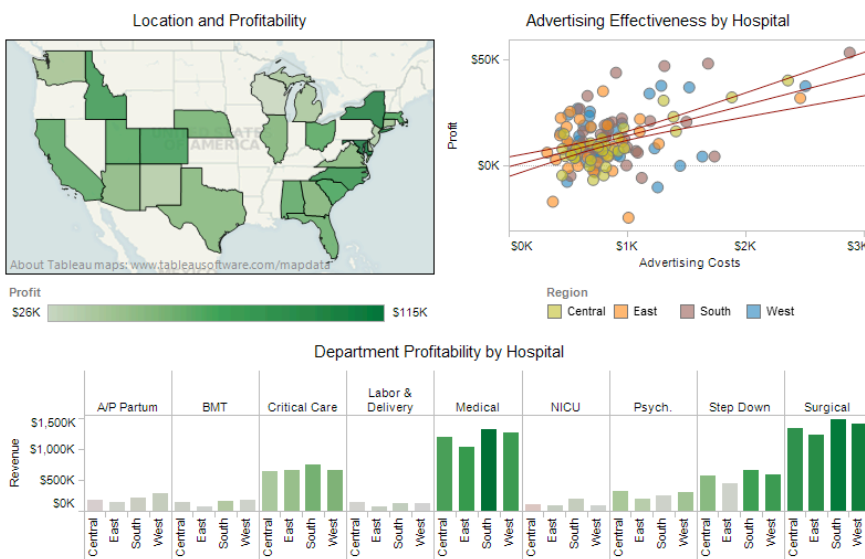 Location and Profitability
UNITED STATES
OF AMERICA
About Tableau maps: www.tableausoftware.com/mapdata
Profit
$26K $115K
Advertising Effectiveness by Hospital
$50K
Profit
$0K
$0K $1K $2K $3K
Advertising Costs
Region
Central East South West
Department Profitability by Hospital
A/P Partum BMT Critical Care Labor & Delivery Medical NICU Psych. Step Down Surgical
$1,500K
$1,000K
Revenue
$500K
$0K
Central East South West Central East South West Central East South West Central East South West Central East South West Central East South West Central East South West Central East South West Central East South West